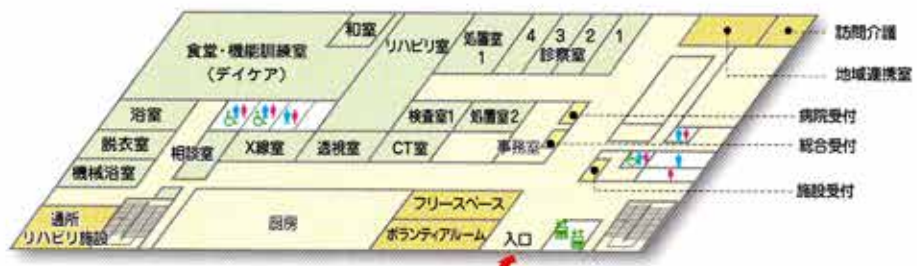 和室
食堂・機能訓練室
(デイケア)
リハビリ室
処置室
1
4
3
2
1
診察室
訪問介護
地域連携室
病院受付
総合受付
施設受付
浴室
脱衣室
機械浴室
相談室
X線室
透視室
CT室
検査室1
処置室2
事務室
通所
リハビリ施設
厨房
フリースペース
ボランティアルーム
入口